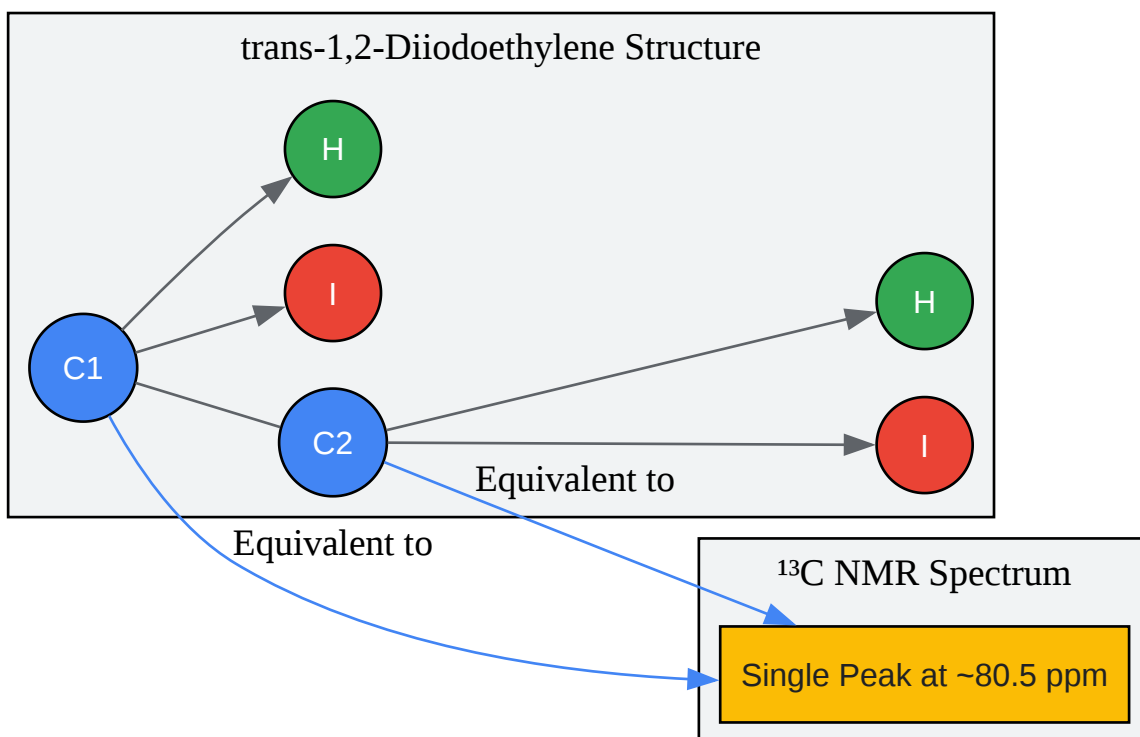 trans-1,2-Diiodoethylene Structure
H
I
H
C1
C2
I
Equivalent to
Equivalent to
¹³C NMR Spectrum
Single Peak at ~80.5 ppm